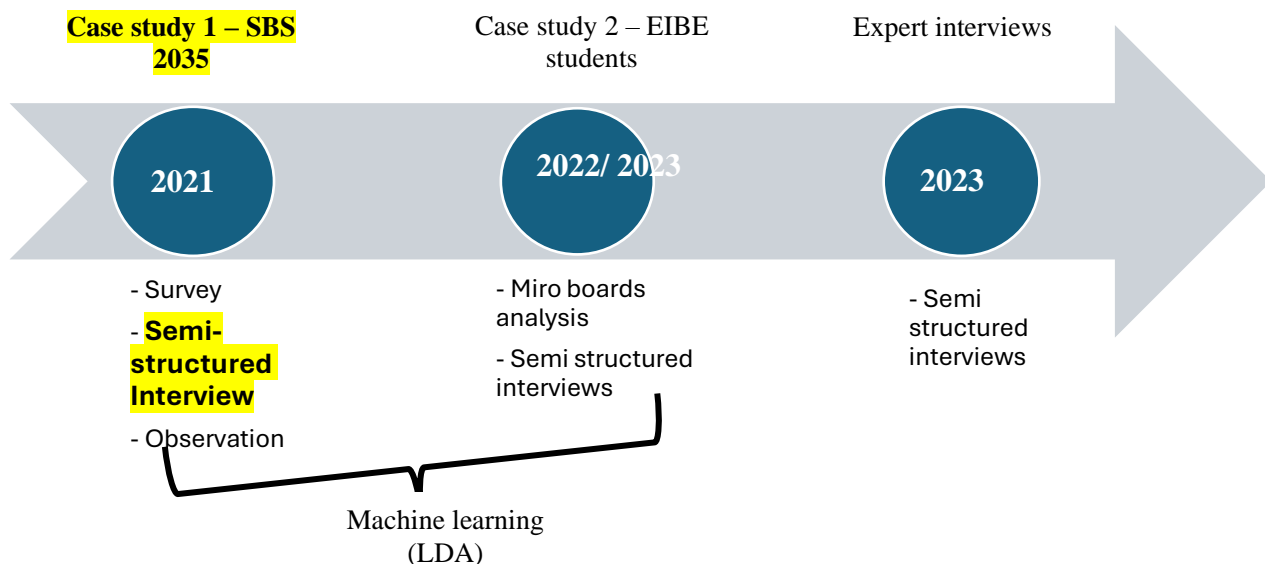 Case study 1 – SBS
2035
Case study 2 – EIBE
students
Expert interviews
2021
2022/ 2023
2023
- Survey
- Semi-
structured
Interview
- Observation
- Miro boards
analysis
- Semi structured
interviews
- Semi
structured
interviews
Machine learning
(LDA)